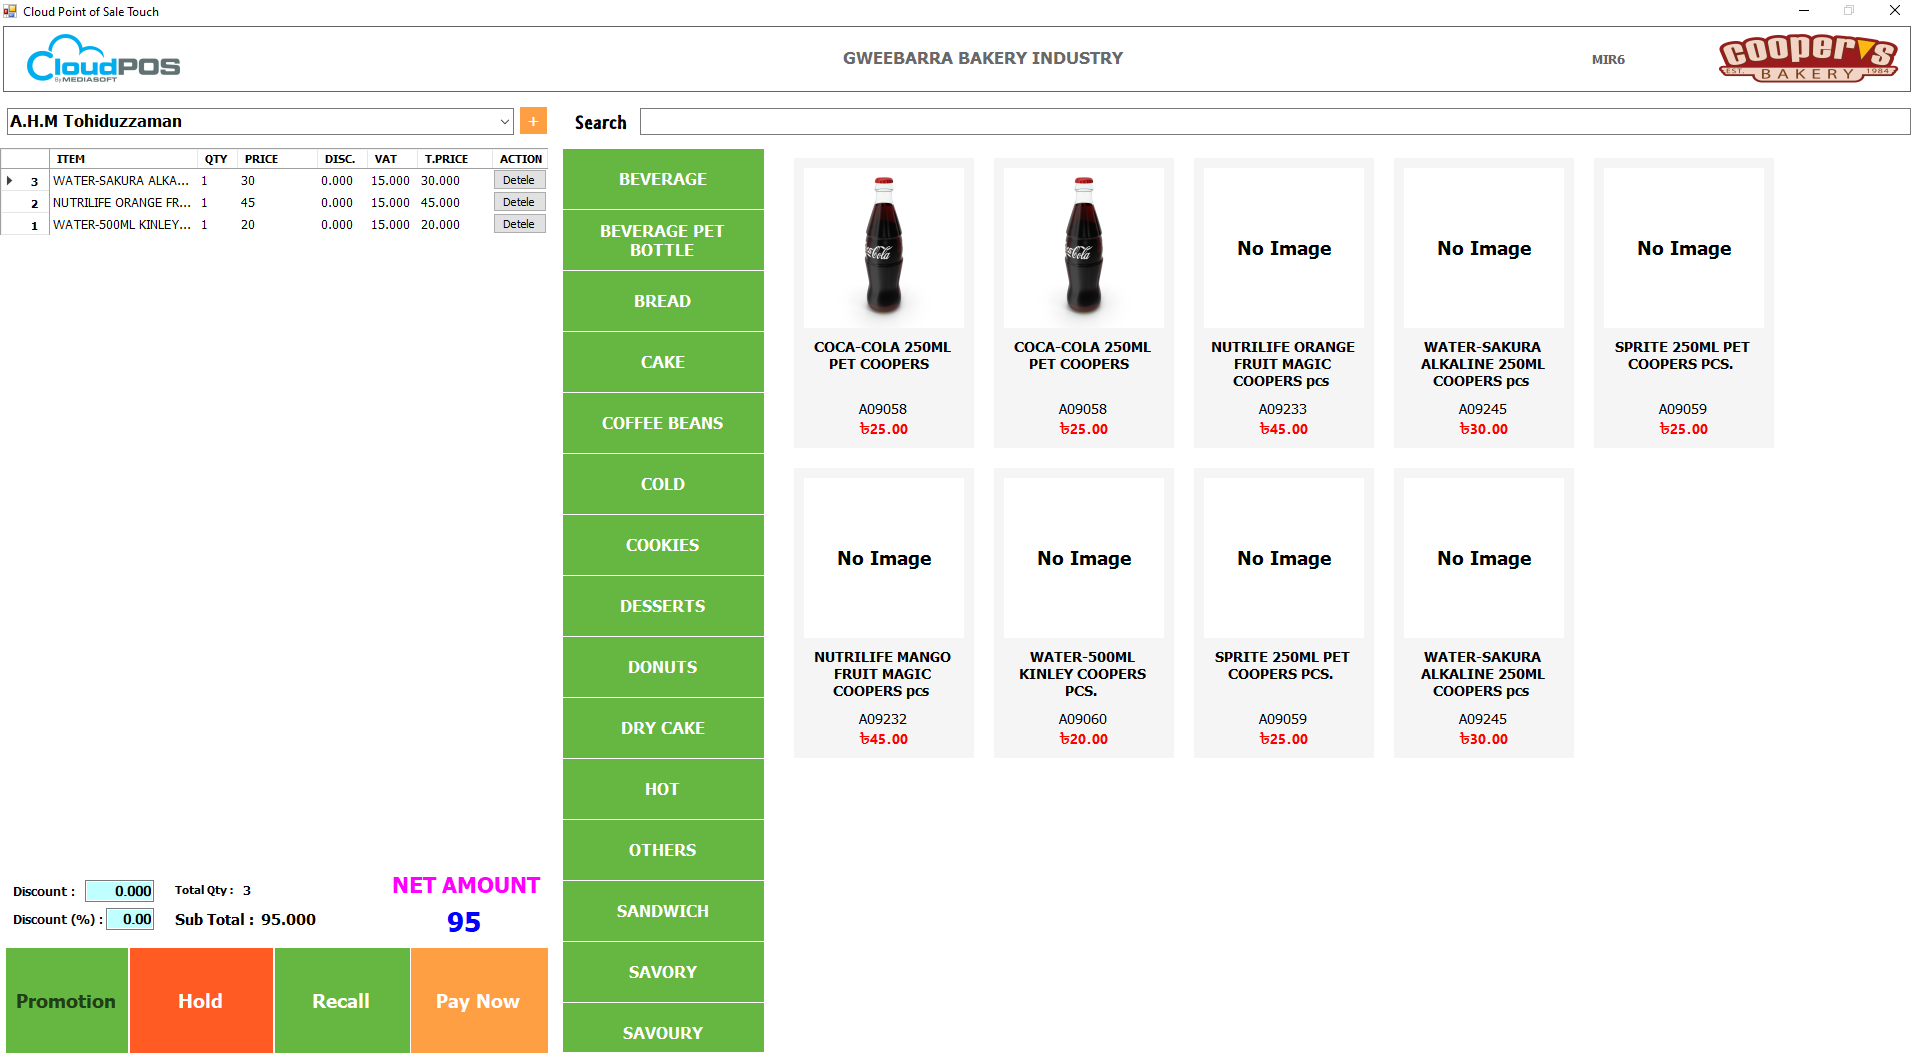 Cloud Point of Sale Touch
CloudPOS
By MEDIASOFT
GWEEBARRA BAKERY INDUSTRY
MIR6
cooper's
EST. BAKERY 1984
A.H.M Tohiduzzaman
+
Search
ITEM QTY PRICE DISC. VAT T.PRICE ACTION
3 WATER-SAKURA ALKA... 1 30 0.000 15.000 30.000 Detele
2 NUTRILIFE ORANGE FR... 1 45 0.000 15.000 45.000 Detele
1 WATER-500ML KINLEY... 1 20 0.000 15.000 20.000 Detele
Discount : 0.000 Total Qty : 3
Discount (%) : 0.00 Sub Total : 95.000
NET AMOUNT
95
Promotion
Hold
Recall
Pay Now
BEVERAGE
BEVERAGE PET
BOTTLE
BREAD
CAKE
COFFEE BEANS
COLD
COOKIES
DESSERTS
DONUTS
DRY CAKE
HOT
OTHERS
SANDWICH
SAVORY
SAVOURY
COCA-COLA 250ML
PET COOPERS
A09058
৳25.00
COCA-COLA 250ML
PET COOPERS
A09058
৳25.00
No Image
NUTRILIFE ORANGE
FRUIT MAGIC
COOPERS pcs
A09233
৳45.00
No Image
WATER-SAKURA
ALKALINE 250ML
COOPERS pcs
A09245
৳30.00
No Image
SPRITE 250ML PET
COOPERS PCS.
A09059
৳25.00
No Image
NUTRILIFE MANGO
FRUIT MAGIC
COOPERS pcs
A09232
৳45.00
No Image
WATER-500ML
KINLEY COOPERS
PCS.
A09060
৳20.00
No Image
SPRITE 250ML PET
COOPERS PCS.
A09059
৳25.00
No Image
WATER-SAKURA
ALKALINE 250ML
COOPERS pcs
A09245
৳30.00